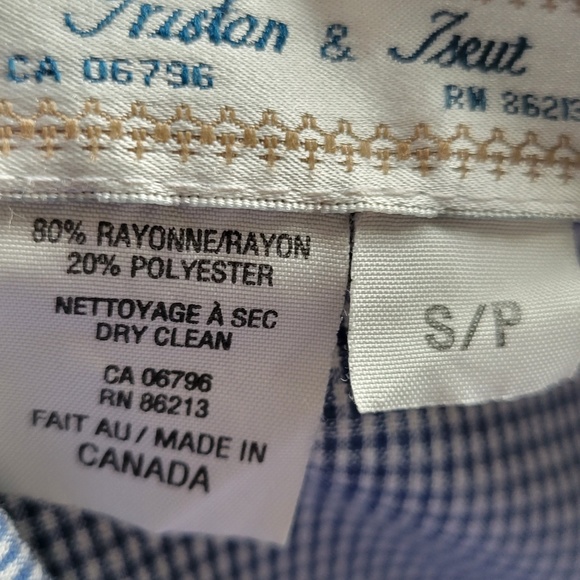 Tristan & Iseut
CA 06796
RN 86213
80% RAYONNE/RAYON
20% POLYESTER
NETTOYAGE À SEC
DRY CLEAN
CA 06796
RN 86213
FAIT AU / MADE IN
CANADA
S/P